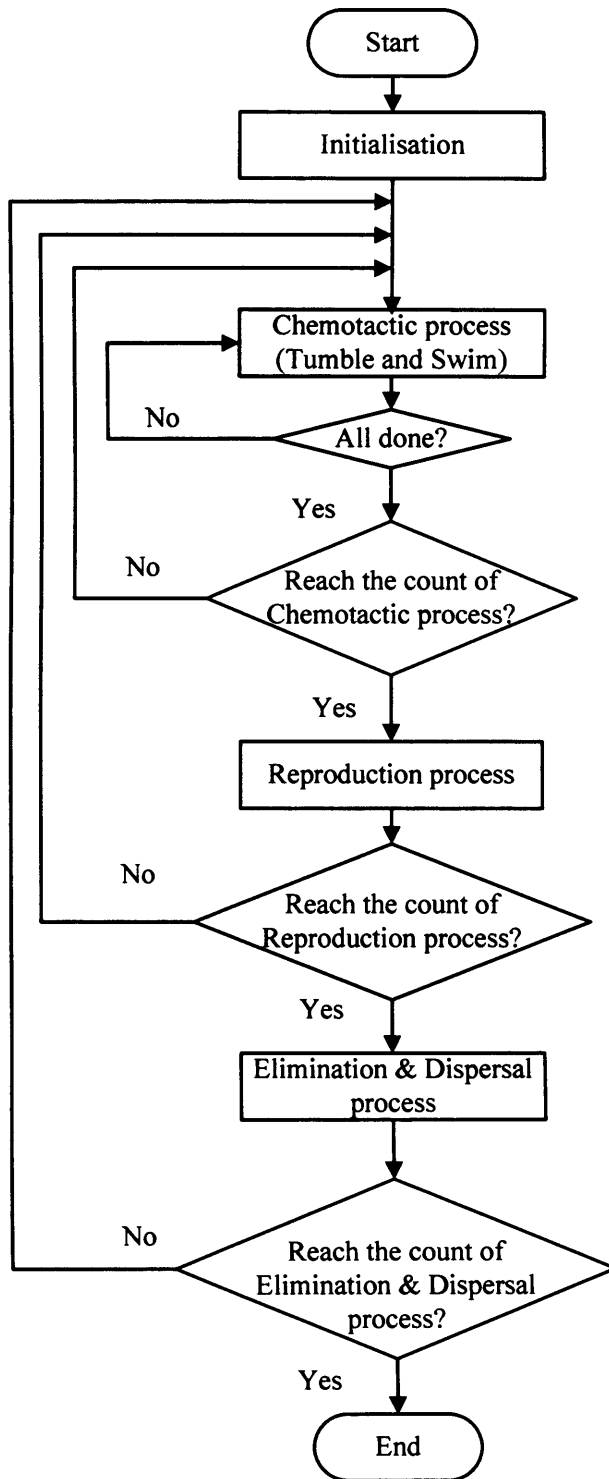 Start
Initialisation
Chemotactic process
(Tumble and Swim)
No
All done?
Yes
No
Reach the count of
Chemotactic process?
Yes
Reproduction process
No
Reach the count of
Reproduction process?
Yes
Elimination & Dispersal
process
No
Reach the count of
Elimination & Dispersal
process?
Yes
End